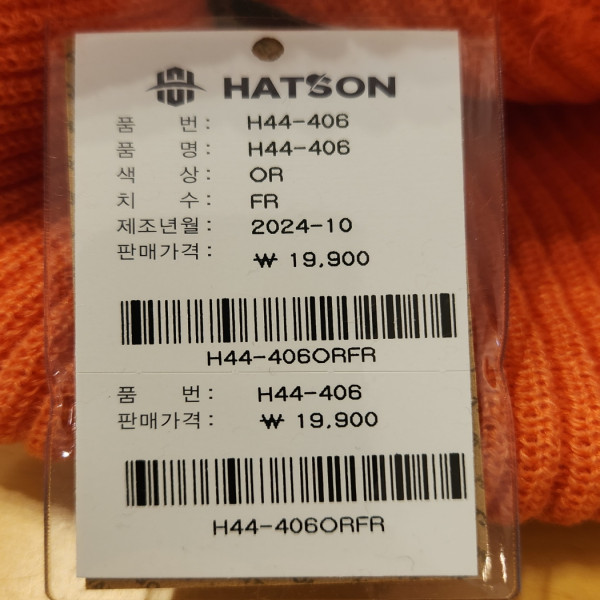 HATSON
품 번: H44-406
품 명: H44-406
색 상: OR
치 수: FR
제조년월: 2024-10
판매가격: ₩ 19,900
H44-406ORFR
품 번: H44-406
판매가격: ₩ 19,900
H44-406ORFR